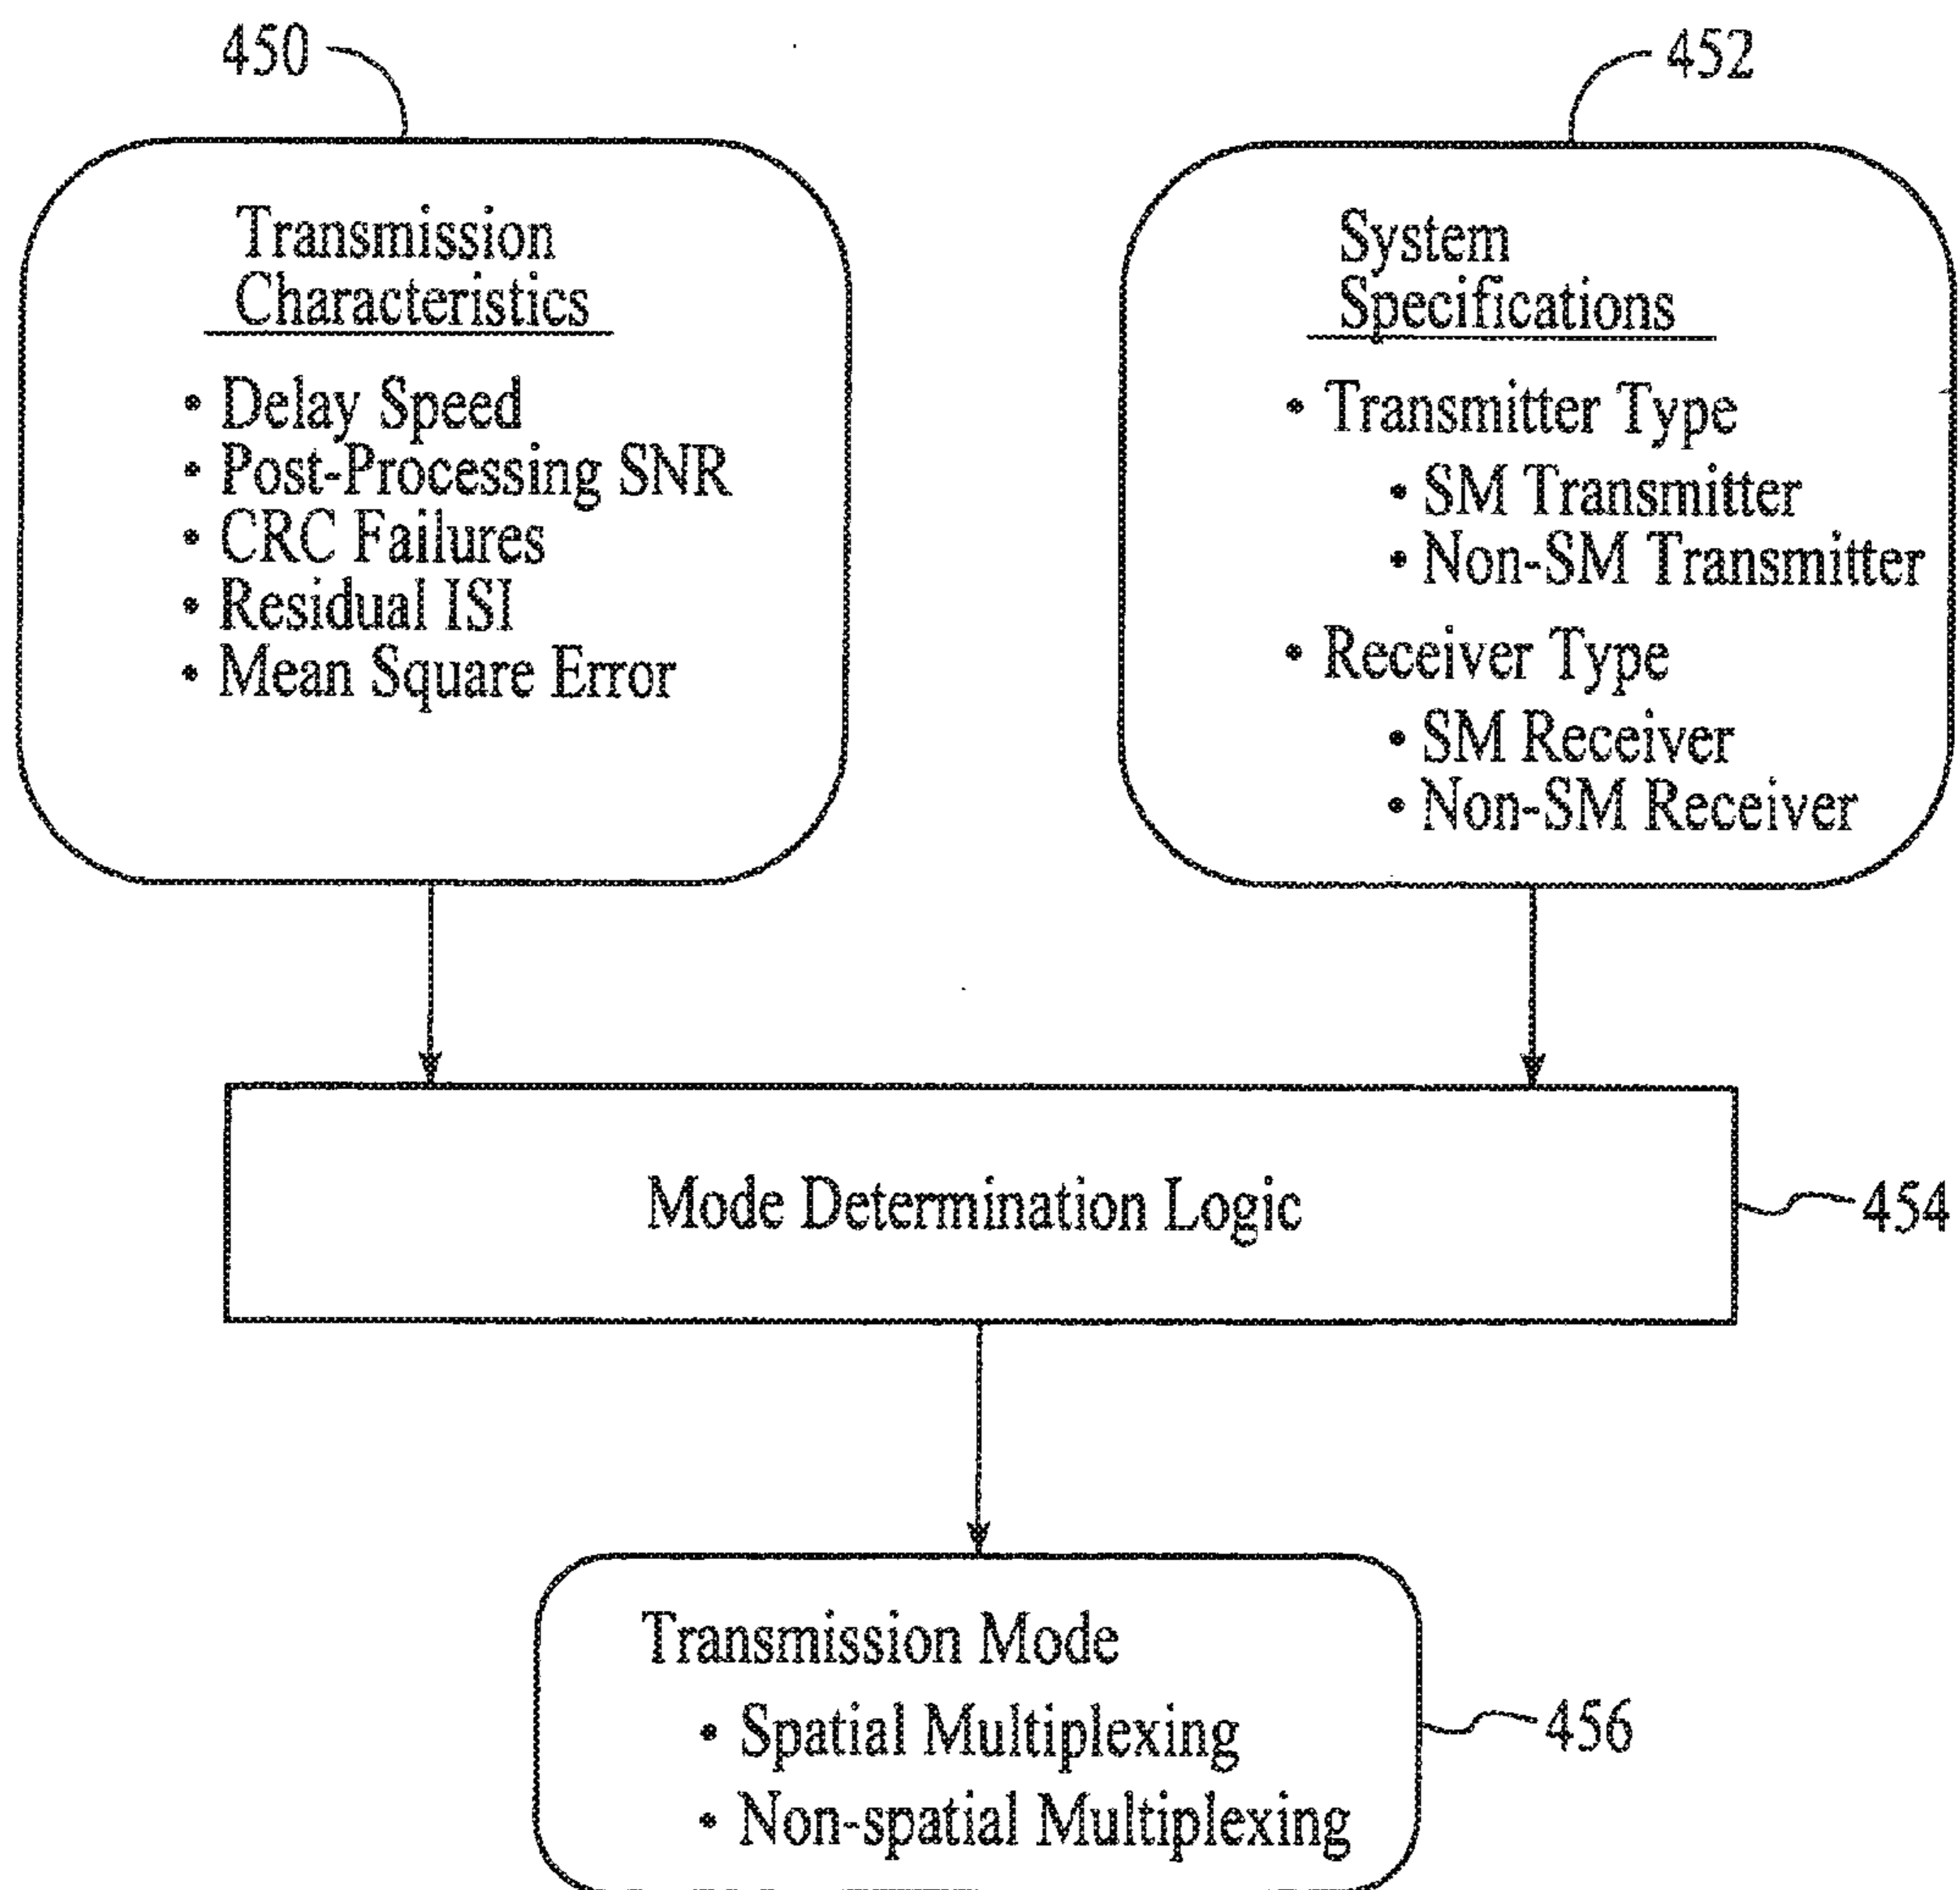 450
Transmission
Characteristics
• Delay Speed
• Post-Processing SNR
• CRC Failures
• Residual ISI
• Mean Square Error
452
System
Specifications
• Transmitter Type
• SM Transmitter
• Non-SM Transmitter
• Receiver Type
• SM Receiver
• Non-SM Receiver
Mode Determination Logic
454
Transmission Mode
• Spatial Multiplexing
• Non-spatial Multiplexing
456